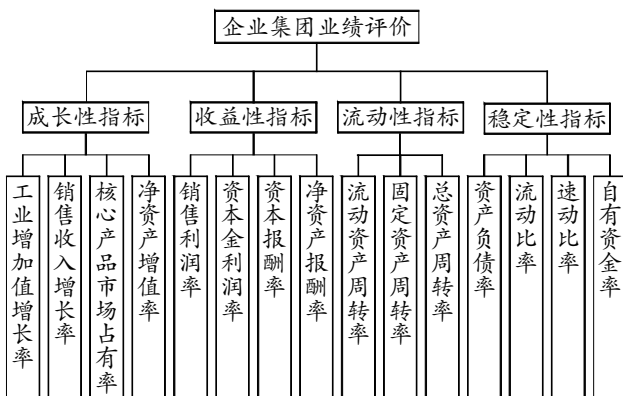 企业集团业绩评价
成长性指标
收益性指标
流动性指标
稳定性指标
工业增加值增长率
销售收入增长率
核心产品市场占有率
净资产增值率
销售利润率
资本金利润率
资本报酬率
净资产报酬率
流动资产周转率
固定资产周转率
总资产周转率
资产负债率
流动比率
速动比率
自有资金率